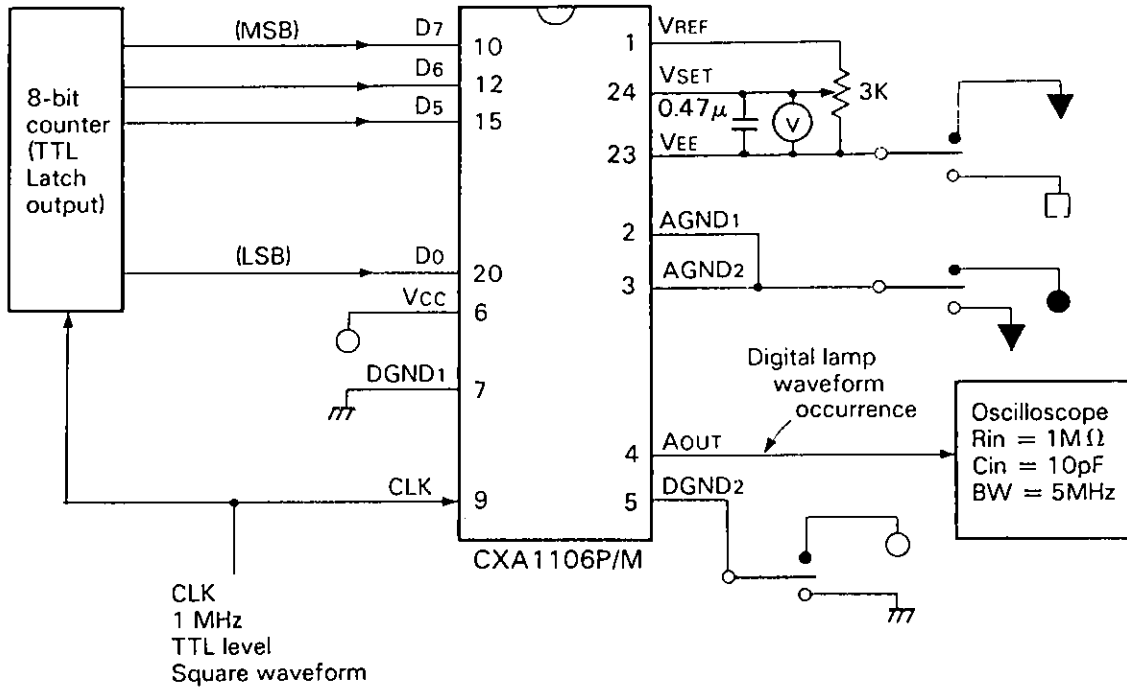 8-bit
counter
(TTL
Latch
output)
(MSB)
D7
10
D6
12
D5
15
(LSB)
D0
20
VCC
6
DGND1
7
CLK
9
CLK
1 MHz
TTL level
Square waveform
1
VREF
24
VSET
3K
0.47μ
V
23
VEE
2
AGND1
3
AGND2
Digital lamp
waveform
occurrence
4
AOUT
5
DGND2
Oscilloscope
Rin = 1MΩ
Cin = 10pF
BW = 5MHz
CXA1106P/M